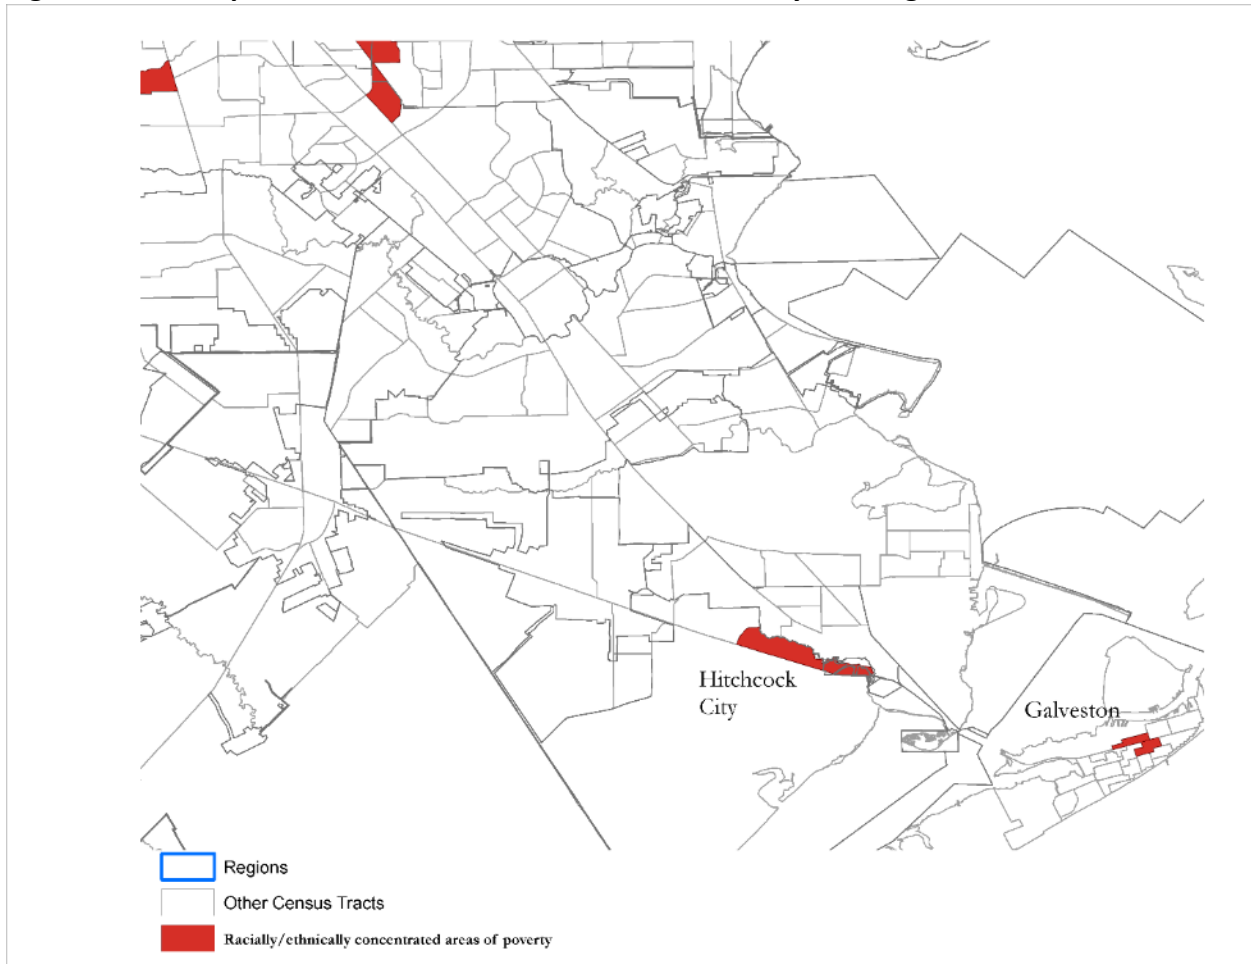 Hitchcock
City
Galveston
Regions
Other Census Tracts
Racially/ethnically concentrated areas of poverty